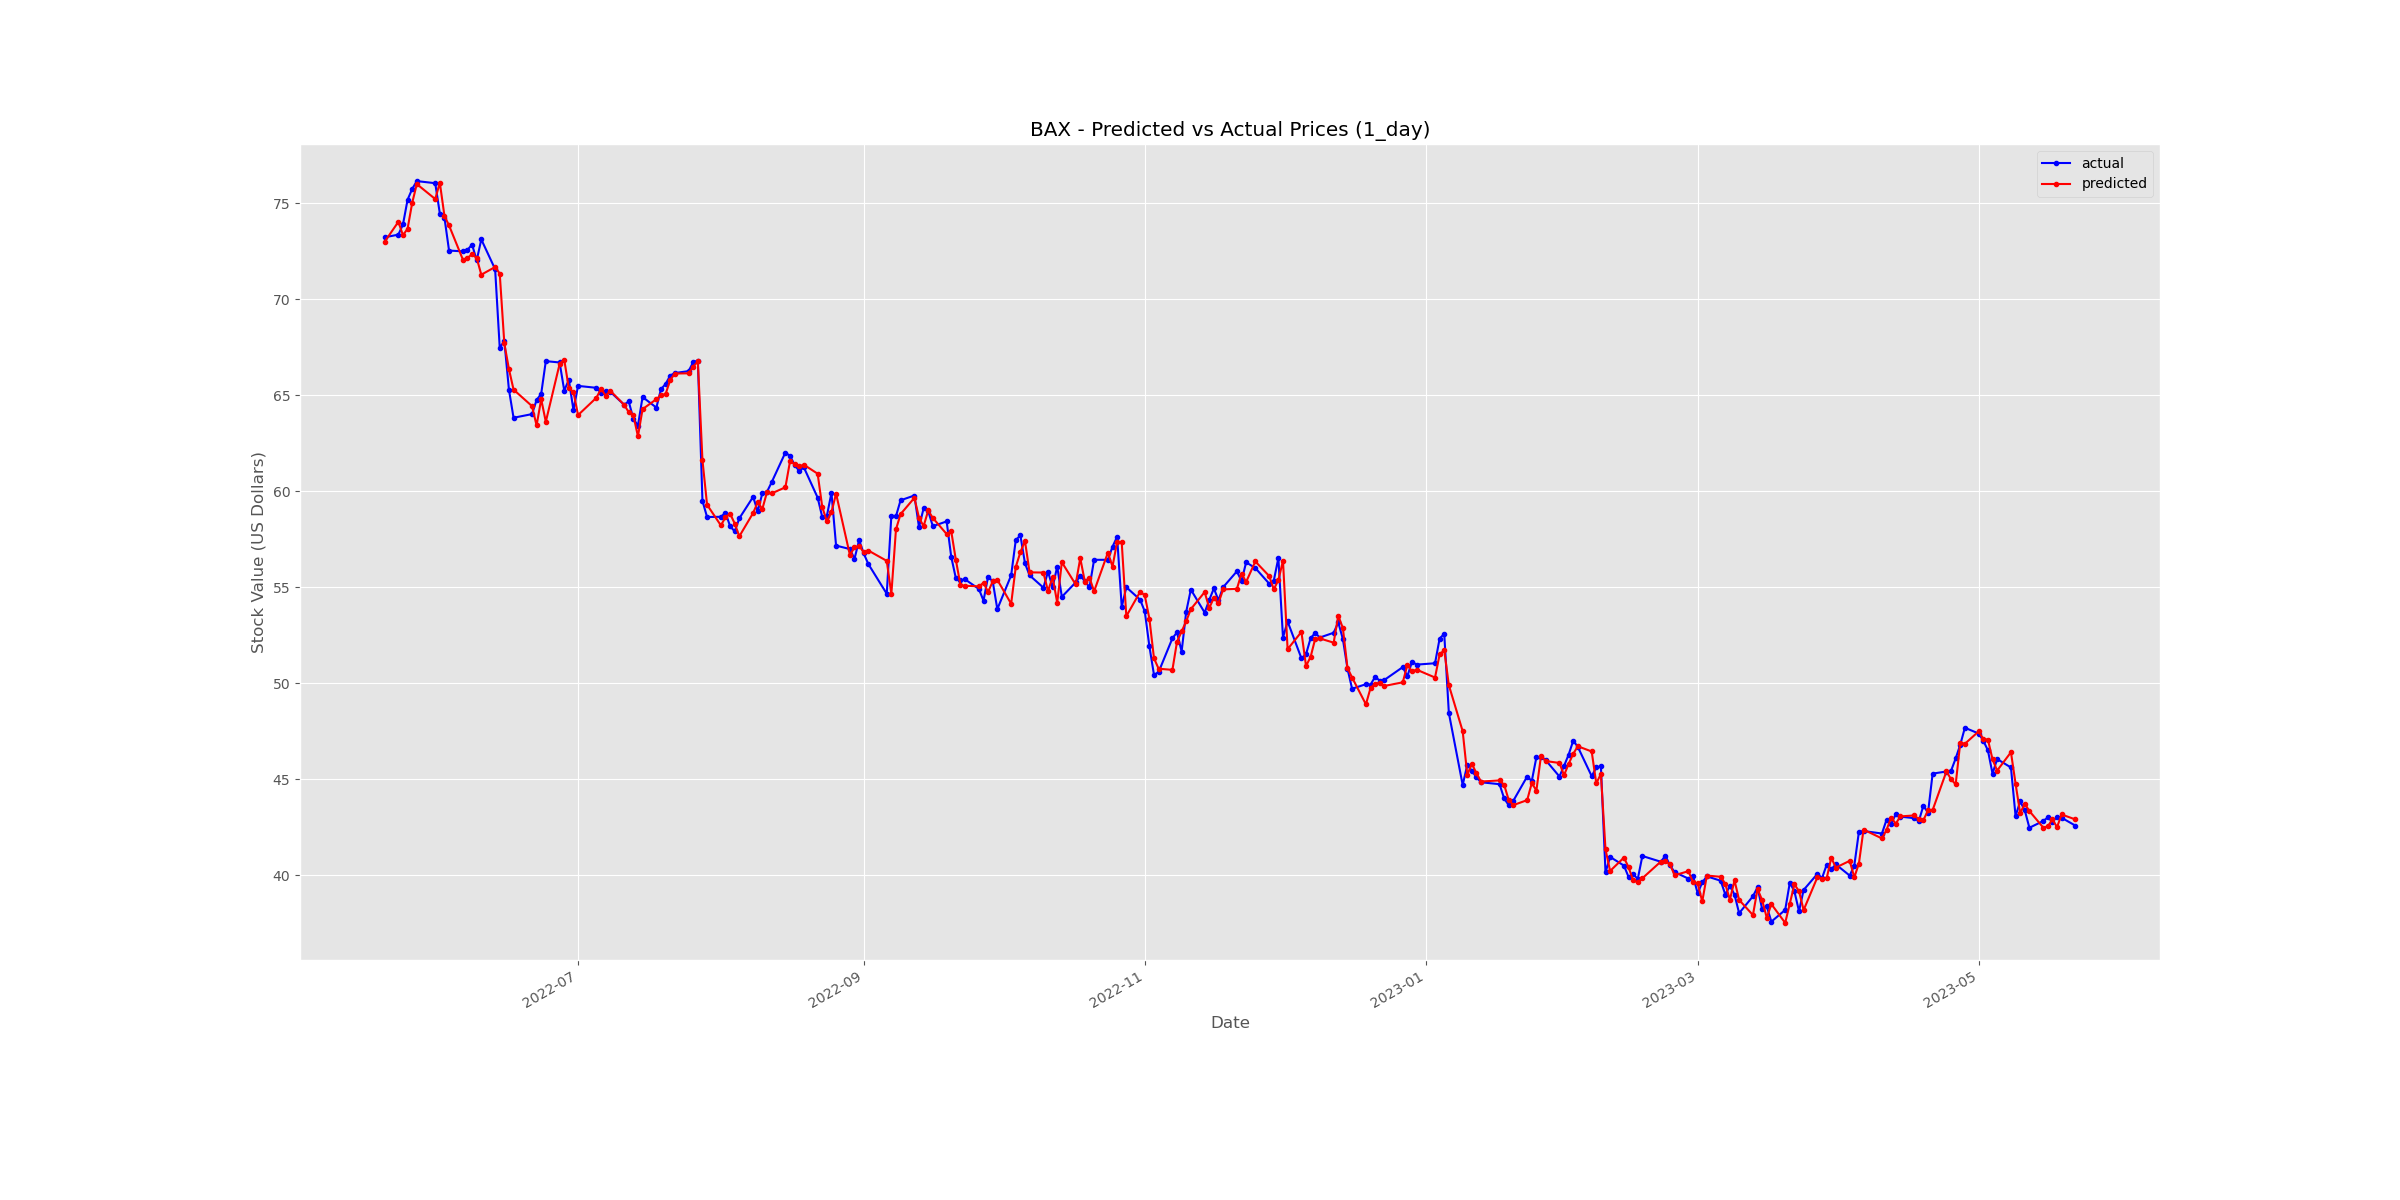 BAX - Predicted vs Actual Prices (1_day)
actual
predicted
Stock Value (US Dollars)
75
70
65
60
55
50
45
40
2022-07
2022-09
2022-11
2023-01
2023-03
2023-05
Date